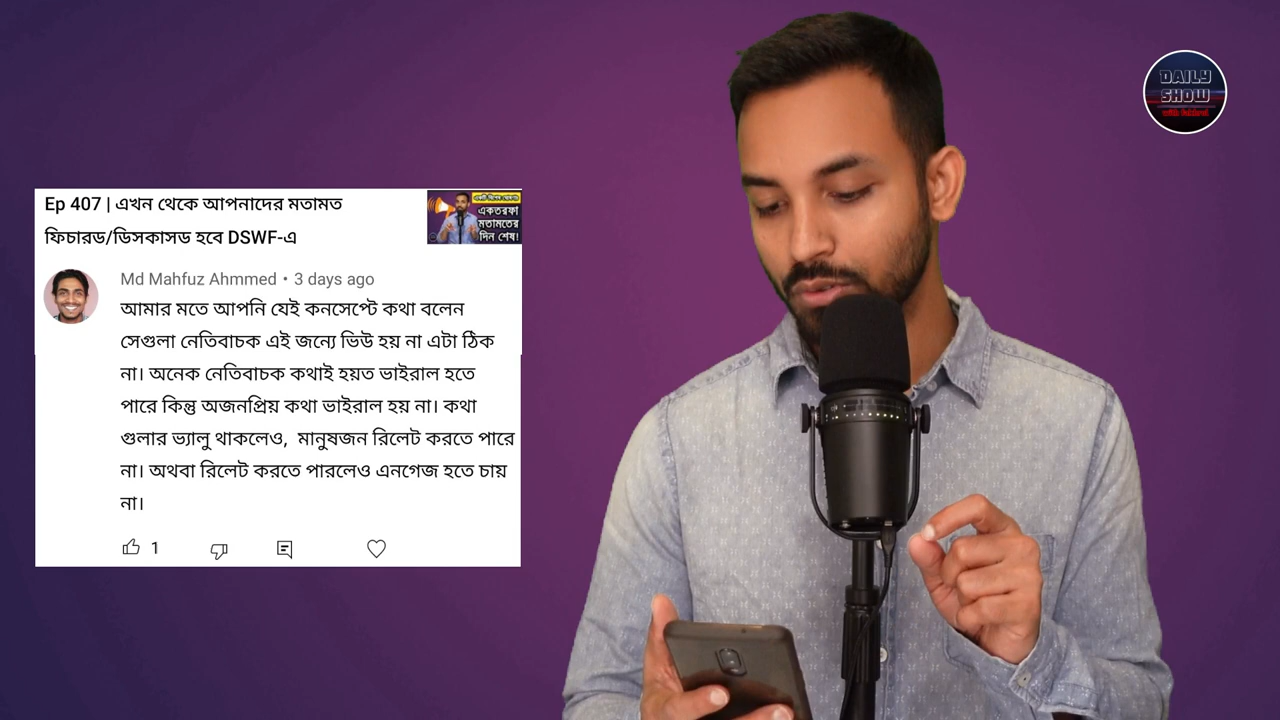 Ep 407 | এখন থেকে আপনাদের মতামত
ফিচারড/ডিসকাসড হবে DSWF-এ
একতরফা
মতামতের
দিন শেষ!
Md Mahfuz Ahmmed • 3 days ago
আমার মতে আপনি যেই কনসেপ্টে কথা বলেন
সেগুলা নেতিবাচক এই জন্যে ভিউ হয় না এটা ঠিক
না। অনেক নেতিবাচক কথাই হয়ত ভাইরাল হতে
পারে কিন্তু অজনপ্রিয় কথা ভাইরাল হয় না। কথা
গুলার ভ্যালু থাকলেও, মানুষজন রিলেট করতে পারে
না। অথবা রিলেট করতে পারলেও এনগেজ হতে চায়
না।
1
DAILY
SHOW